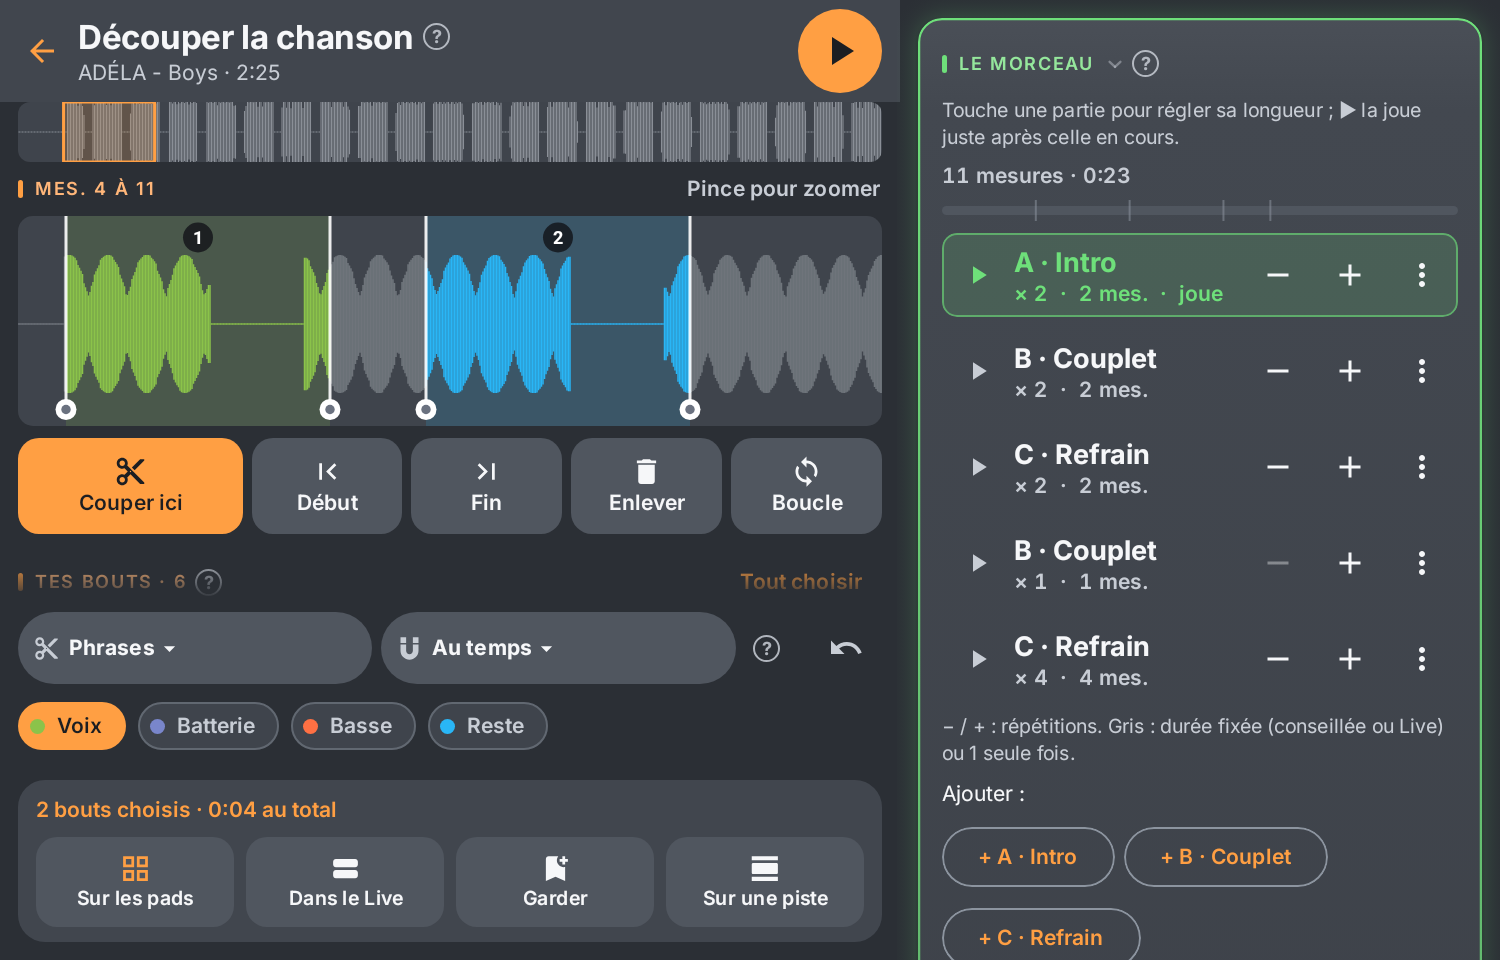 Découper la chanson ?
ADÉLA - Boys · 2:25
MES. 4 À 11
Pince pour zoomer
1
2
Couper ici
Début
Fin
Enlever
Boucle
TES BOUTS · 6 ?
Tout choisir
Phrases
Au temps
?
Voix
Batterie
Basse
Reste
2 bouts choisis · 0:04 au total
Sur les pads
Dans le Live
Garder
Sur une piste
LE MORCEAU ?
Touche une partie pour régler sa longueur ; ▶ la joue
juste après celle en cours.
11 mesures · 0:23
A · Intro
× 2 · 2 mes. · joue
B · Couplet
× 2 · 2 mes.
C · Refrain
× 2 · 2 mes.
B · Couplet
× 1 · 1 mes.
C · Refrain
× 4 · 4 mes.
− / + : répétitions. Gris : durée fixée (conseillée ou Live)
ou 1 seule fois.
Ajouter :
+ A · Intro
+ B · Couplet
+ C · Refrain